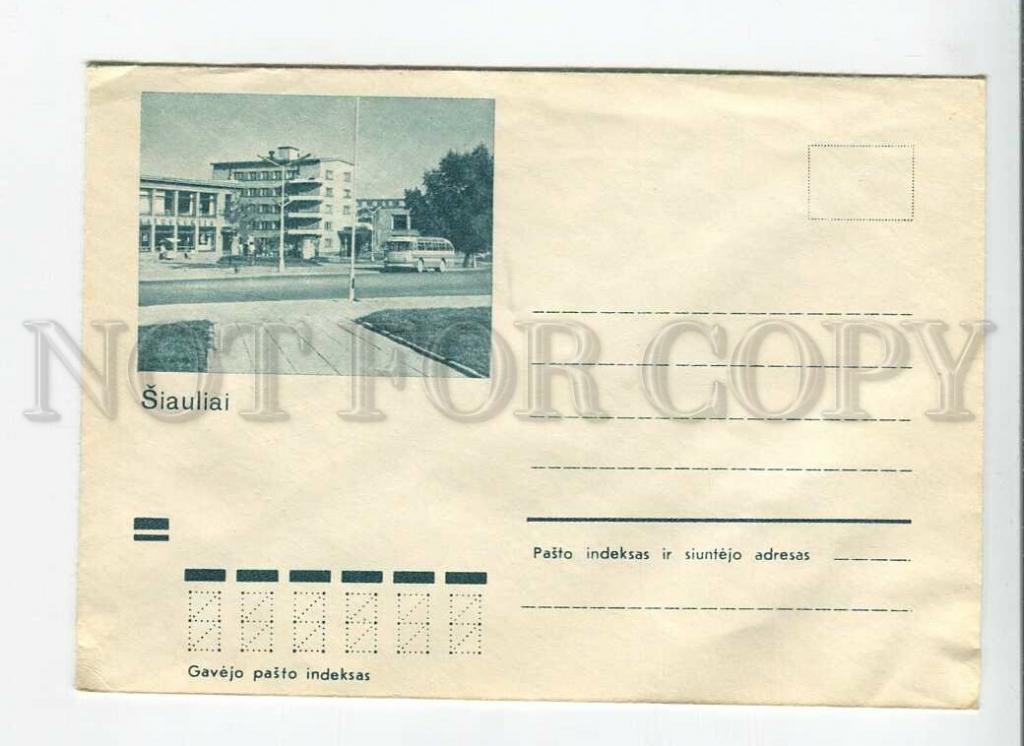 Šiauliai
NOT FOR COPY
Pašto indeksas ir siuntėjo adresas
Gavėjo pašto indeksas